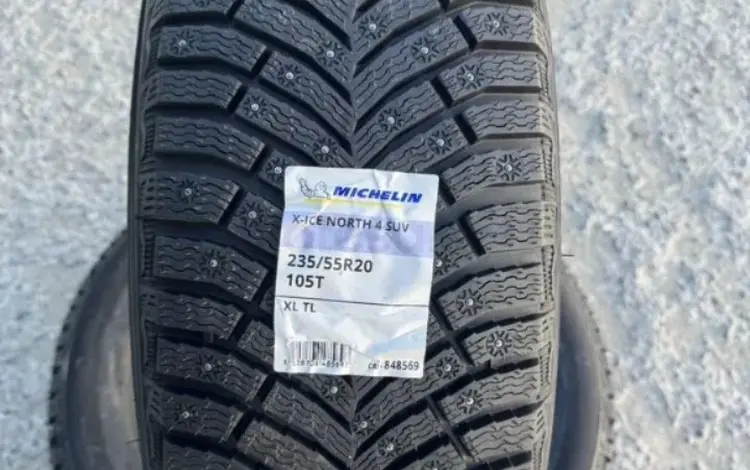 MICHELIN
X-ICE NORTH 4 SUV
235/55R20
105T
XL TL
848569